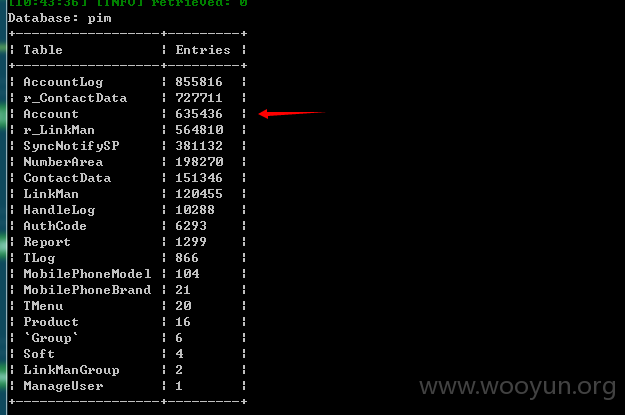 [10:43:36] [INFO] retrieved: 0
Database: pim
+------------------+---------+
| Table            | Entries |
+------------------+---------+
| AccountLog       | 855816  |
| r_ContactData    | 727711  |
| Account          | 635436  |
| r_LinkMan        | 564810  |
| SyncNotifySP     | 381132  |
| NumberArea       | 198270  |
| ContactData      | 151346  |
| LinkMan          | 120455  |
| HandleLog        | 10288   |
| AuthCode         | 6293    |
| Report           | 1299    |
| TLog             | 866     |
| MobilePhoneModel | 104     |
| MobilePhoneBrand | 21      |
| TMenu            | 20      |
| Product          | 16      |
| `Group`          | 6       |
| Soft             | 4       |
| LinkManGroup     | 2       |
| ManageUser       | 1       |
+------------------+---------+
www.wooyun.org